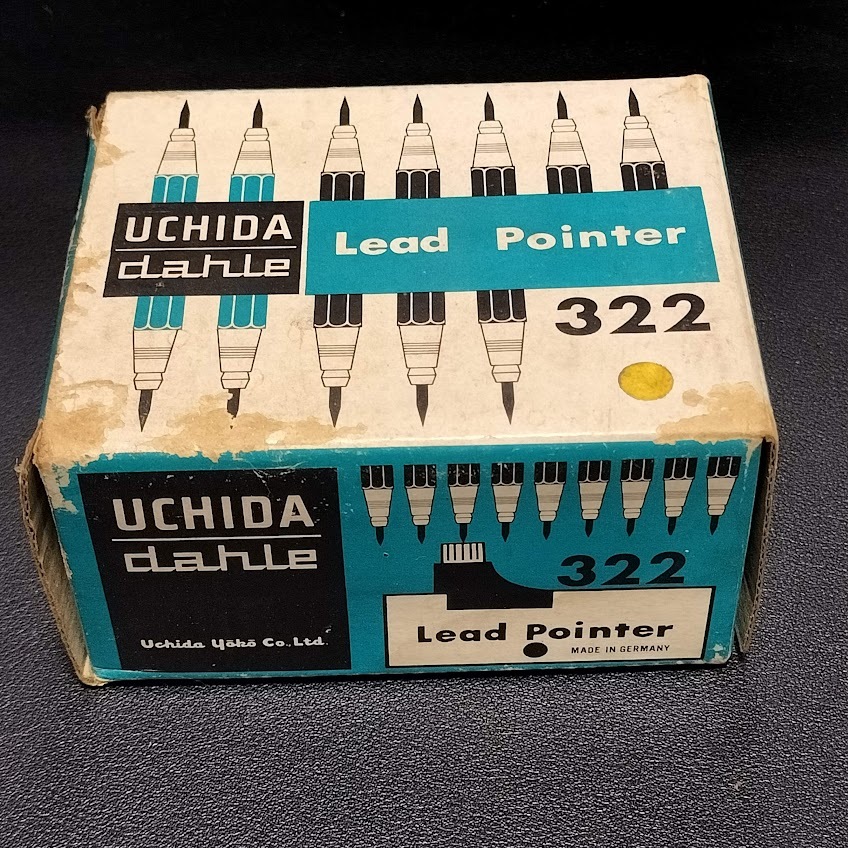 UCHIDA
dahle
Lead Pointer
322
UCHIDA
dahle
Uchida Yōkō Co., Ltd.
322
Lead Pointer
MADE IN GERMANY